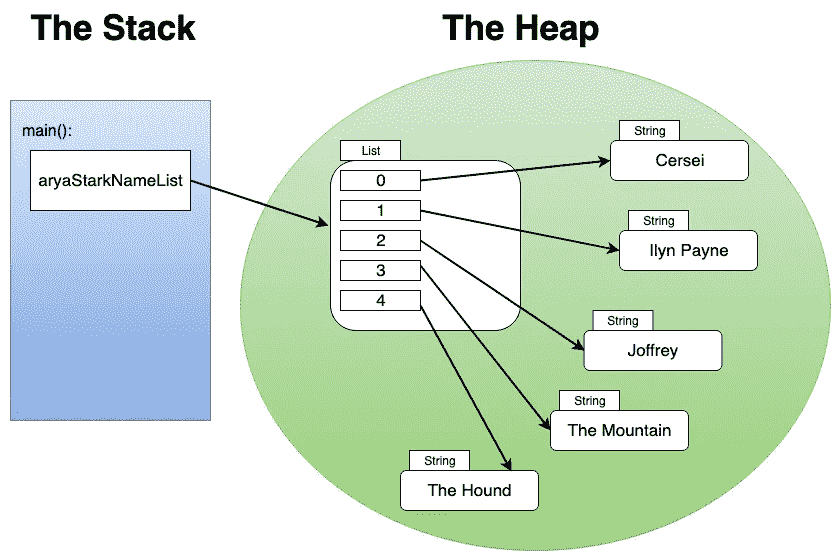 The Stack
The Heap
main():
aryaStarkNameList
List
0
1
2
3
4
String
Cersei
String
Ilyn Payne
String
Joffrey
String
The Mountain
String
The Hound